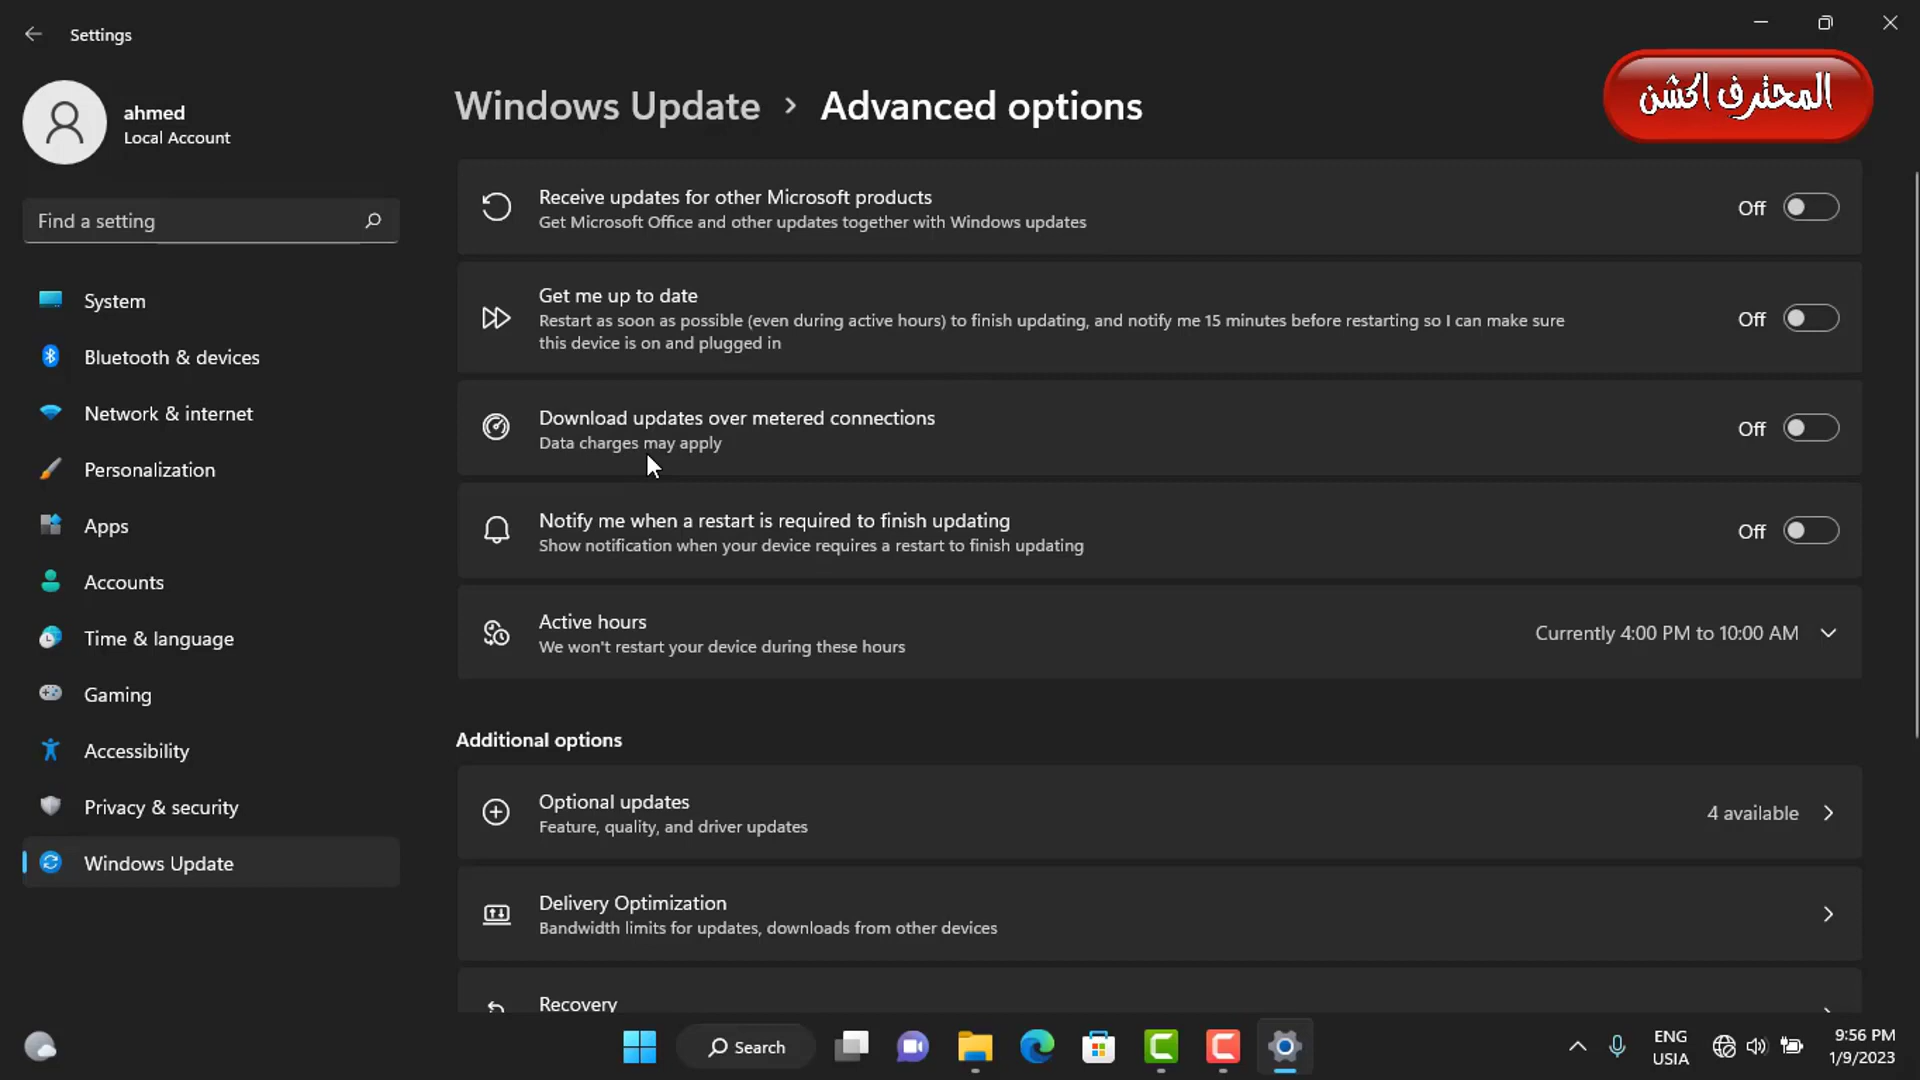 Settings
المحترف اكشن
ahmed
Local Account
Find a setting
System
Bluetooth & devices
Network & internet
Personalization
Apps
Accounts
Time & language
Gaming
Accessibility
Privacy & security
Windows Update
Windows Update > Advanced options
Receive updates for other Microsoft products
Get Microsoft Office and other updates together with Windows updates
Off
Get me up to date
Restart as soon as possible (even during active hours) to finish updating, and notify me 15 minutes before restarting so I can make sure
this device is on and plugged in
Off
Download updates over metered connections
Data charges may apply
Off
Notify me when a restart is required to finish updating
Show notification when your device requires a restart to finish updating
Off
Active hours
We won't restart your device during these hours
Currently 4:00 PM to 10:00 AM
Additional options
Optional updates
Feature, quality, and driver updates
4 available
Delivery Optimization
Bandwidth limits for updates, downloads from other devices
Recovery
Search
ENG
USIA
9:56 PM
1/9/2023